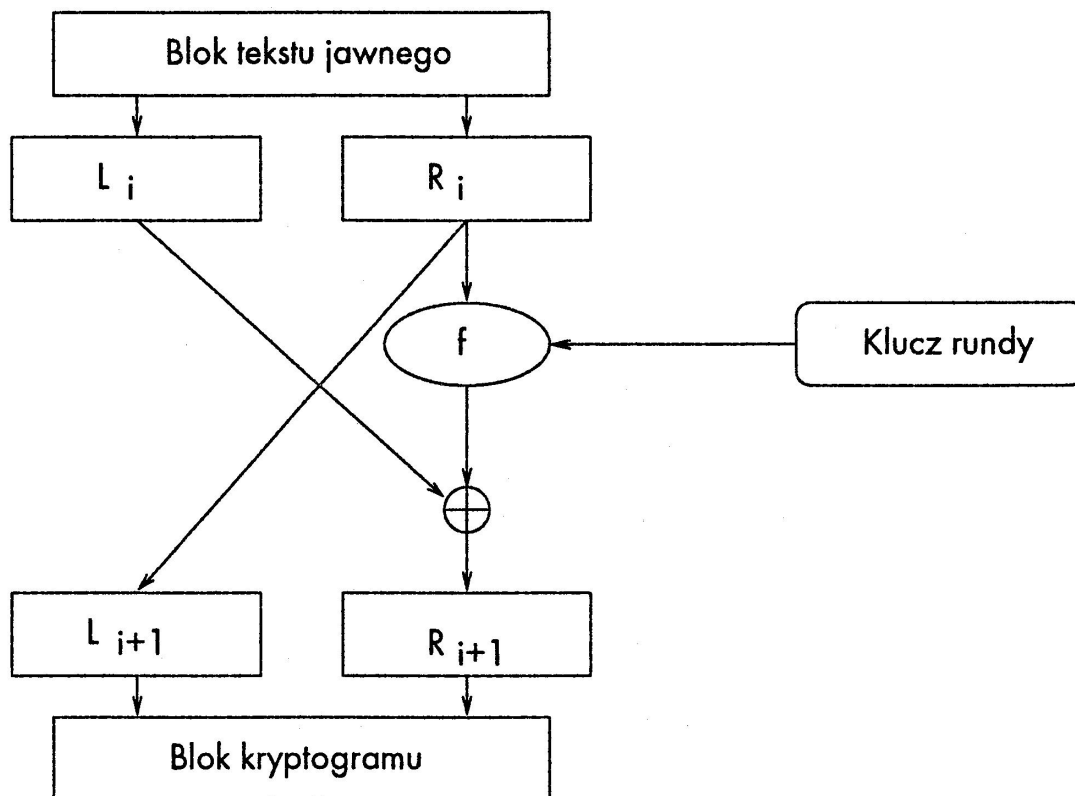 Blok tekstu jawnego
L i
R i
f
Klucz rundy
L i+1
R i+1
Blok kryptogramu